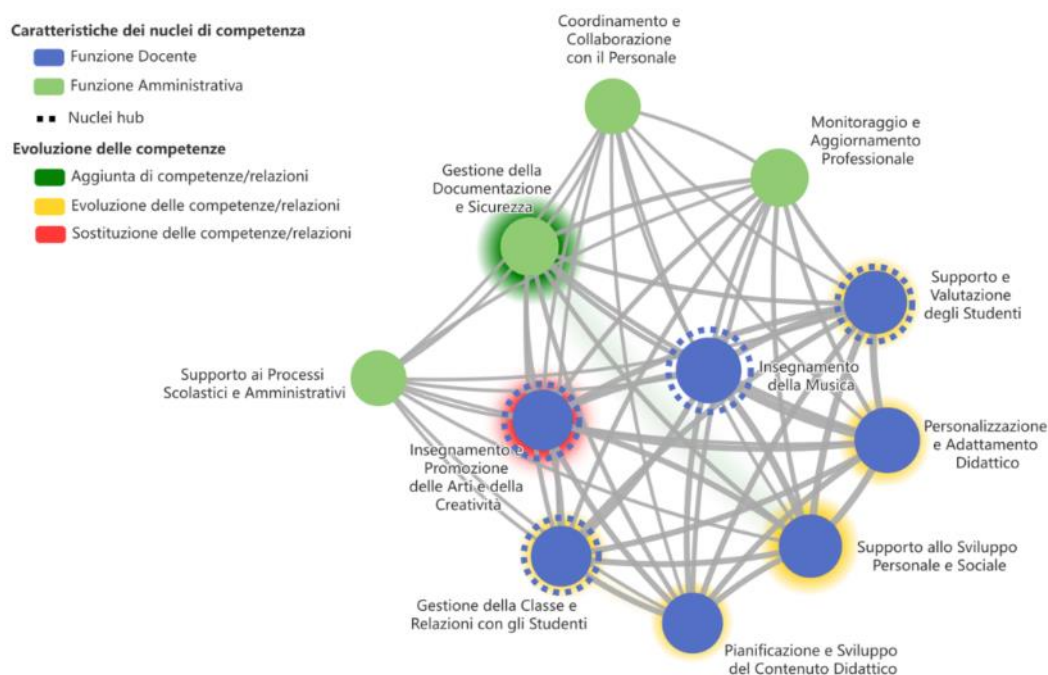 Caratteristiche dei nuclei di competenza
Funzione Docente
Funzione Amministrativa
Nuclei hub
Evoluzione delle competenze
Aggiunta di competenze/relazioni
Evoluzione delle competenze/relazioni
Sostituzione delle competenze/relazioni
Coordinamento e
Collaborazione
con il Personale
Monitoraggio e
Aggiornamento
Professionale
Gestione della
Documentazione
e Sicurezza
Supporto e
Valutazione
degli Studenti
Supporto ai Processi
Scolastici e Amministrativi
Insegnamento
della Musica
Insegnamento e
Promozione
delle Arti e della
Creatività
Personalizzazione
e Adattamento
Didattico
Supporto allo Sviluppo
Personale e Sociale
Gestione della Classe e
Relazioni con gli Studenti
Pianificazione e Sviluppo
del Contenuto Didattico